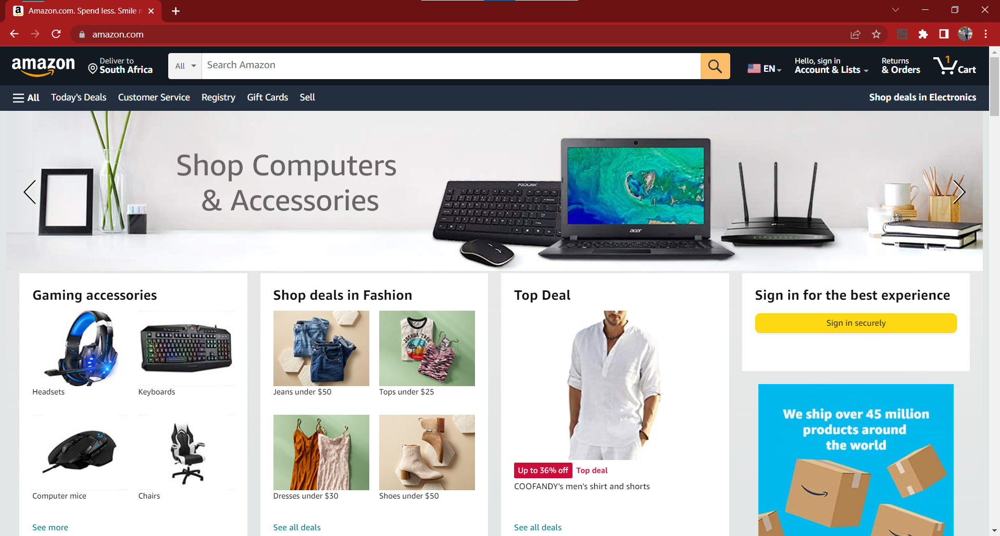 Amazon.com. Spend less. Smile
amazon.com
amazon
Deliver to
South Africa
All
Search Amazon
EN
Hello, sign in
Account & Lists
Returns
& Orders
1
Cart
All
Today's Deals
Customer Service
Registry
Gift Cards
Sell
Shop deals in Electronics
Shop Computers
& Accessories
PROLiNK
acer
Gaming accessories
Headsets
Keyboards
Computer mice
Chairs
See more
Shop deals in Fashion
JOSHUA TREE
Jeans under $50
Tops under $25
Dresses under $30
Shoes under $50
See all deals
Top Deal
Up to 36% off
Top deal
COOFANDY's men's shirt and shorts
See all deals
Sign in for the best experience
Sign in securely
We ship over 45 million
products around
the world